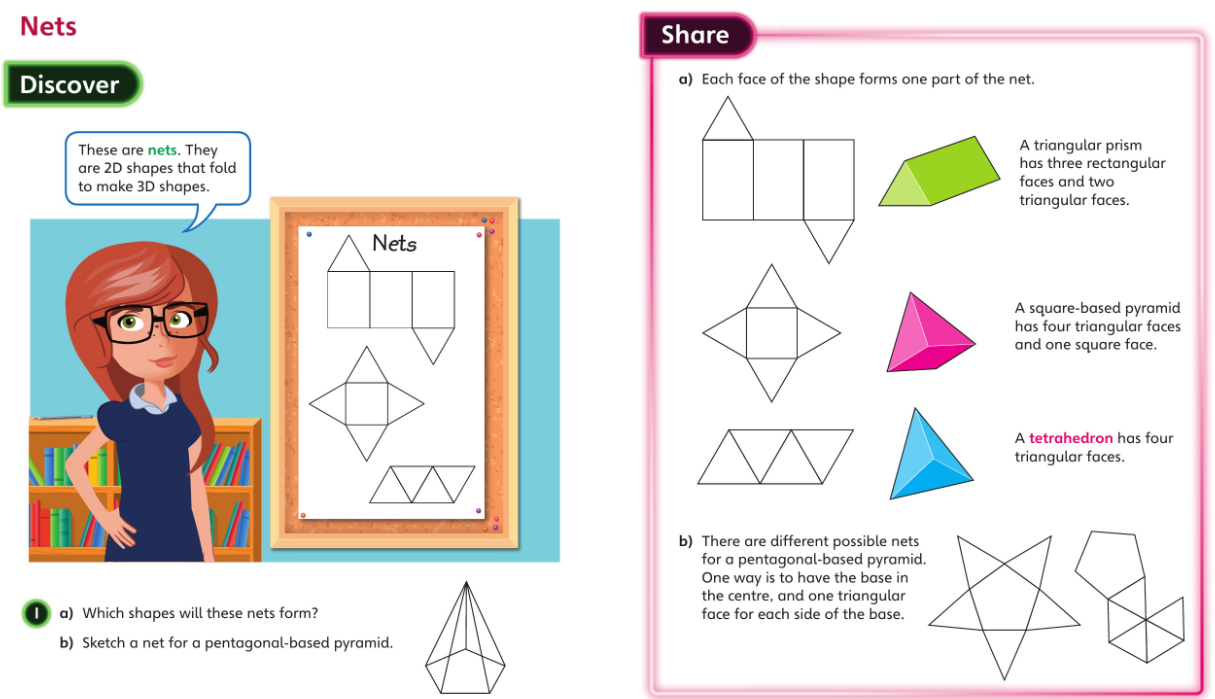 Nets
Discover
These are nets. They
are 2D shapes that fold
to make 3D shapes.
Nets
1
a) Which shapes will these nets form?
b) Sketch a net for a pentagonal-based pyramid.
Share
a) Each face of the shape forms one part of the net.
A triangular prism
has three rectangular
faces and two
triangular faces.
A square-based pyramid
has four triangular faces
and one square face.
A tetrahedron has four
triangular faces.
b) There are different possible nets
for a pentagonal-based pyramid.
One way is to have the base in
the centre, and one triangular
face for each side of the base.